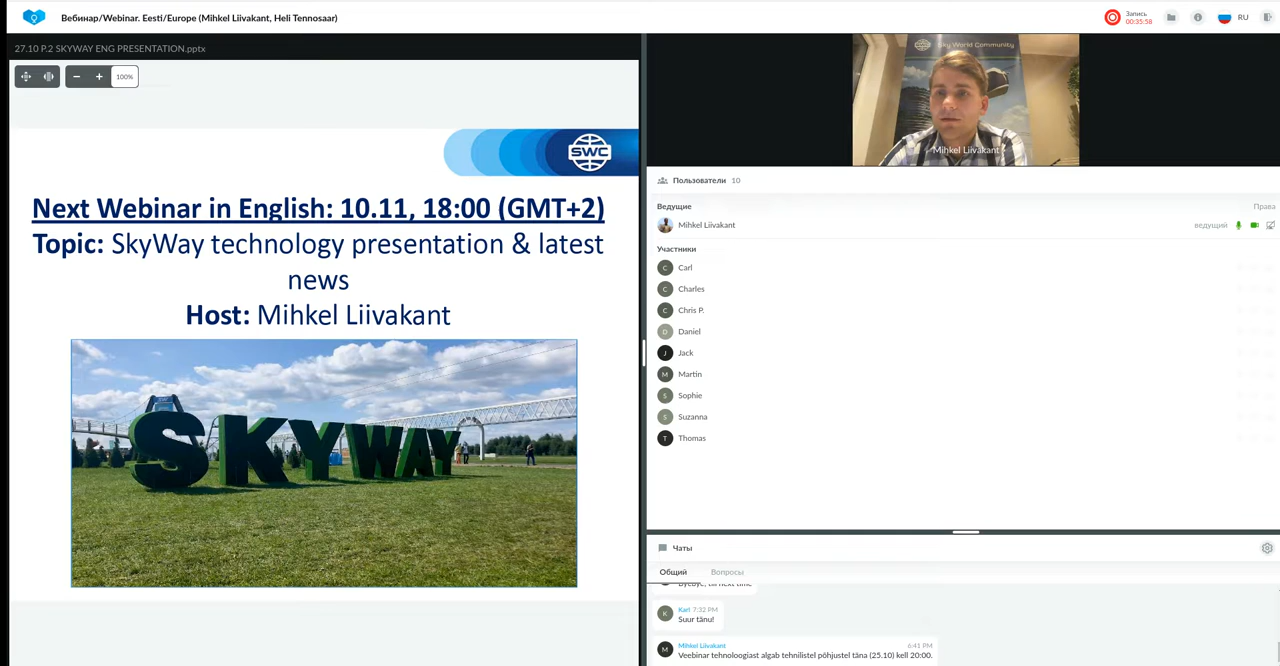 Вебинар/Webinar. Eesti/Europe (Mihkel Liivakant, Heli Tennosaar)
Запись
00:35:58
RU
27.10 P.2 SKYWAY ENG PRESENTATION.pptx
100%
SWC
Next Webinar in English: 10.11, 18:00 (GMT+2)
Topic: SkyWay technology presentation & latest
news
Host: Mihkel Liivakant
SKYWAY
Sky World Community
Mihkel Liivakant
Пользователи 10
Ведущие Права
Mihkel Liivakant ведущий
Участники
C Carl
C Charles
C Chris P.
D Daniel
J Jack
M Martin
S Sophie
S Suzanna
T Thomas
Чаты
Общий Вопросы
Byebye, till next time
K Karl 7:32 PM
Suur tänu!
M Mihkel Liivakant 6:41 PM
Veebinar tehnoloogiast algab tehnilistel põhjustel täna (25.10) kell 20:00.